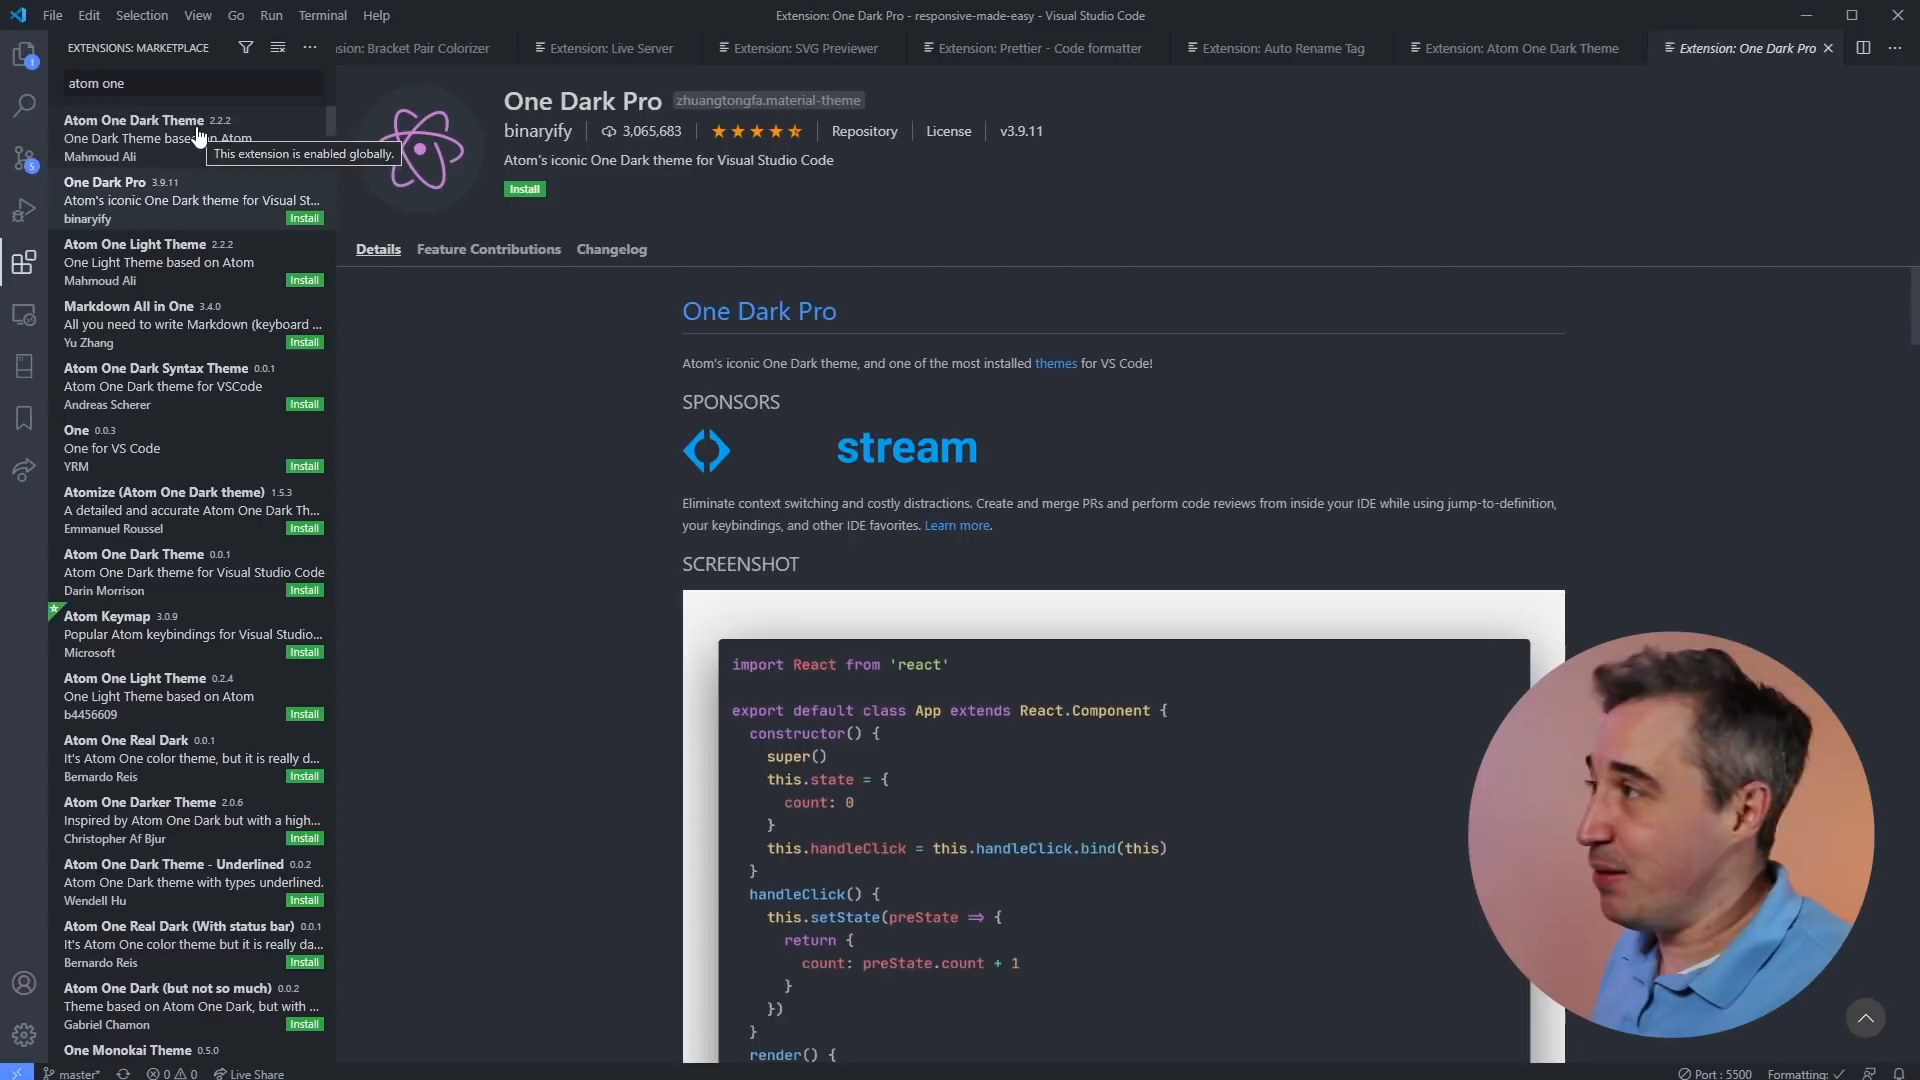 File Edit Selection View Go Run Terminal Help
Extension: One Dark Pro - responsive-made-easy - Visual Studio Code
EXTENSIONS: MARKETPLACE
sion: Bracket Pair Colorizer
Extension: Live Server
Extension: SVG Previewer
Extension: Prettier - Code formatter
Extension: Auto Rename Tag
Extension: Atom One Dark Theme
Extension: One Dark Pro
atom one
Atom One Dark Theme 2.2.2
One Dark Theme based on Atom
Mahmoud Ali
This extension is enabled globally.
One Dark Pro 3.9.11
Atom's iconic One Dark theme for Visual St...
binaryify Install
Atom One Light Theme 2.2.2
One Light Theme based on Atom
Mahmoud Ali Install
Markdown All in One 3.4.0
All you need to write Markdown (keyboard ...
Yu Zhang Install
Atom One Dark Syntax Theme 0.0.1
Atom One Dark theme for VSCode
Andreas Scherer Install
One 0.0.3
One for VS Code
YRM Install
Atomize (Atom One Dark theme) 1.5.3
A detailed and accurate Atom One Dark Th...
Emmanuel Roussel Install
Atom One Dark Theme 0.0.1
Atom One Dark theme for Visual Studio Code
Darin Morrison Install
Atom Keymap 3.0.9
Popular Atom keybindings for Visual Studio...
Microsoft Install
Atom One Light Theme 0.2.4
One Light Theme based on Atom
b4456609 Install
Atom One Real Dark 0.0.1
It's Atom One color theme, but it is really d...
Bernardo Reis Install
Atom One Darker Theme 2.0.6
Inspired by Atom One Dark but with a high...
Christopher Af Bjur Install
Atom One Dark Theme - Underlined 0.0.2
Atom One Dark theme with types underlined.
Wendell Hu Install
Atom One Real Dark (With status bar) 0.0.1
It's Atom One color theme but it is really da...
Bernardo Reis Install
Atom One Dark (but not so much) 0.0.2
Theme based on Atom One Dark, but with ...
Gabriel Chamon Install
One Monokai Theme 0.5.0
One Dark Pro zhuangtongfa.material-theme
binaryify 3,065,683 Repository License v3.9.11
Atom's iconic One Dark theme for Visual Studio Code
Install
Details Feature Contributions Changelog
One Dark Pro
Atom's iconic One Dark theme, and one of the most installed themes for VS Code!
SPONSORS
stream
Eliminate context switching and costly distractions. Create and merge PRs and perform code reviews from inside your IDE while using jump-to-definition,
your keybindings, and other IDE favorites. Learn more.
SCREENSHOT
import React from 'react'
export default class App extends React.Component {
constructor() {
super()
this.state = {
count: 0
}
this.handleClick = this.handleClick.bind(this)
}
handleClick() {
this.setState(preState ⇒ {
return {
count: preState.count + 1
}
})
}
render() {
1
5
master* 0 0 Live Share
Port : 5500 Formatting: ✓